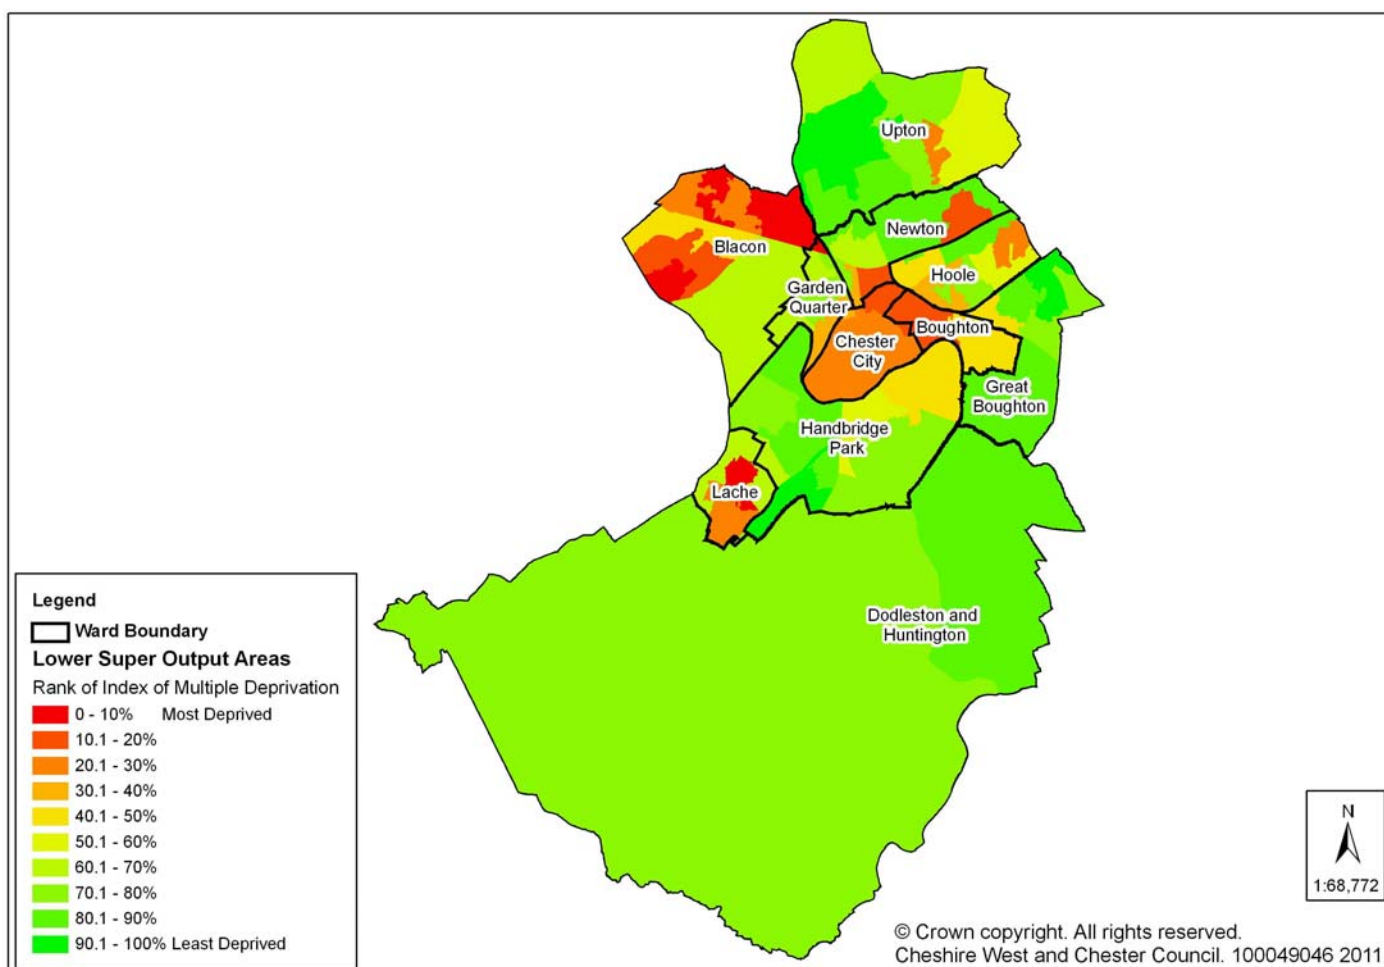 Upton
Newton
Blacon
Hoole
Garden
Quarter
Boughton
Chester
City
Great
Boughton
Handbridge
Park
Lache
Dodleston and
Huntington
Legend
Ward Boundary
Lower Super Output Areas
Rank of Index of Multiple Deprivation
0 - 10% Most Deprived
10.1 - 20%
20.1 - 30%
30.1 - 40%
40.1 - 50%
50.1 - 60%
60.1 - 70%
70.1 - 80%
80.1 - 90%
90.1 - 100% Least Deprived
N
1:68,772
© Crown copyright. All rights reserved.
Cheshire West and Chester Council. 100049046 2011